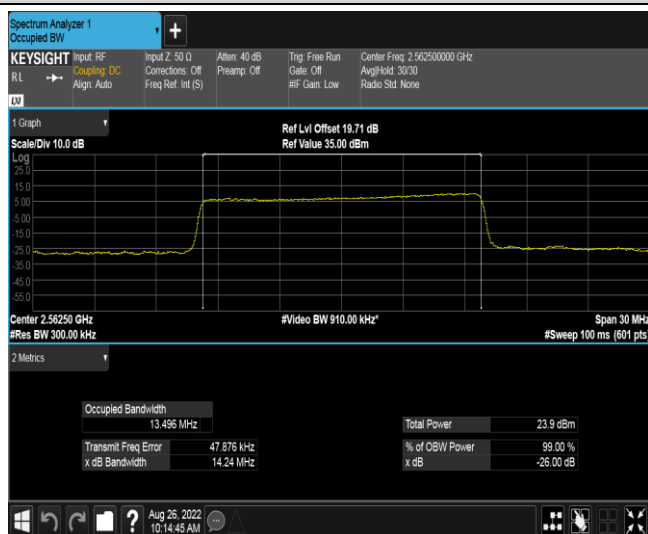 Spectrum Analyzer 1
Occupied BW
KEYSIGHT
RL
LXI
Input: RF
Coupling: DC
Align: Auto
Input Z: 50 Ω
Corrections: Off
Freq Ref: Int (S)
Atten: 40 dB
Preamp: Off
Trig: Free Run
Gate: Off
#IF Gain: Low
Center Freq: 2.562500000 GHz
Avg|Hold: 30/30
Radio Std: None
1 Graph
Scale/Div 10.0 dB
Ref Lvl Offset 19.71 dB
Ref Value 35.00 dBm
Log
25.0
15.0
5.00
-5.00
-15.0
-25.0
-35.0
-45.0
-55.0
Center 2.56250 GHz
#Res BW 300.00 kHz
#Video BW 910.00 kHz*
Span 30 MHz
#Sweep 100 ms (601 pts)
2 Metrics
Occupied Bandwidth
13.496 MHz
Transmit Freq Error 47.876 kHz
x dB Bandwidth 14.24 MHz
Total Power 23.9 dBm
% of OBW Power 99.00 %
x dB -26.00 dB
Aug 26, 2022
10:14:45 AM